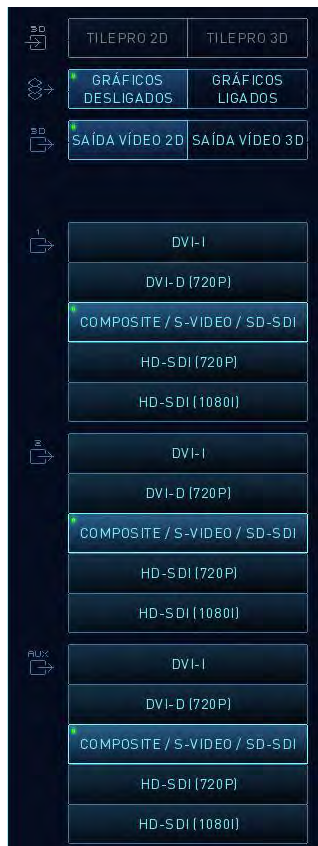 3D
TILEPRO 2D TILEPRO 3D
GRÁFICOS DESLIGADOS
GRÁFICOS LIGADOS
3D
SAÍDA VÍDEO 2D SAÍDA VÍDEO 3D
1
DVI-I
DVI-D (720P)
COMPOSITE / S-VIDEO / SD-SDI
HD-SDI (720P)
HD-SDI (1080I)
2
DVI-I
DVI-D (720P)
COMPOSITE / S-VIDEO / SD-SDI
HD-SDI (720P)
HD-SDI (1080I)
AUX
DVI-I
DVI-D (720P)
COMPOSITE / S-VIDEO / SD-SDI
HD-SDI (720P)
HD-SDI (1080I)